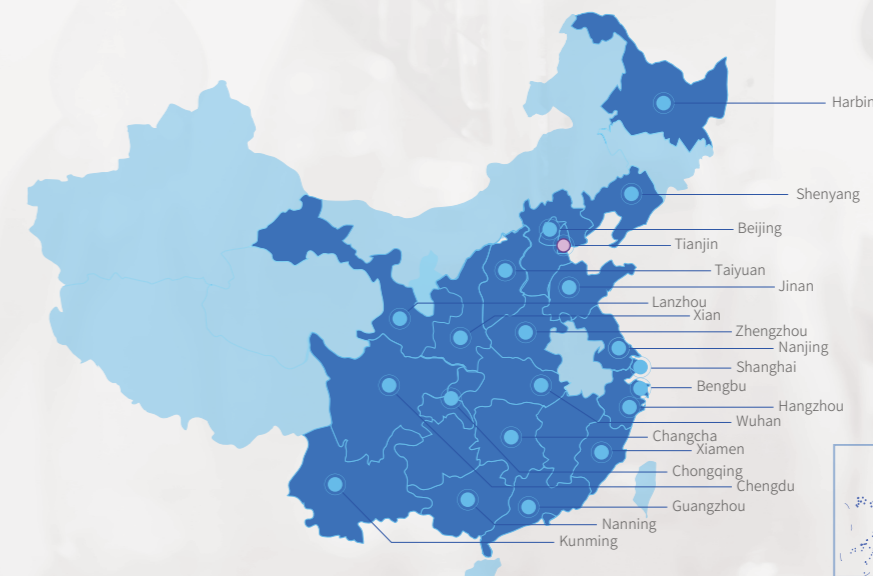 Harbin
Shenyang
Beijing
Tianjin
Taiyuan
Jinan
Lanzhou
Xian
Zhengzhou
Nanjing
Shanghai
Bengbu
Hangzhou
Wuhan
Changcha
Xiamen
Chongqing
Chengdu
Guangzhou
Nanning
Kunming